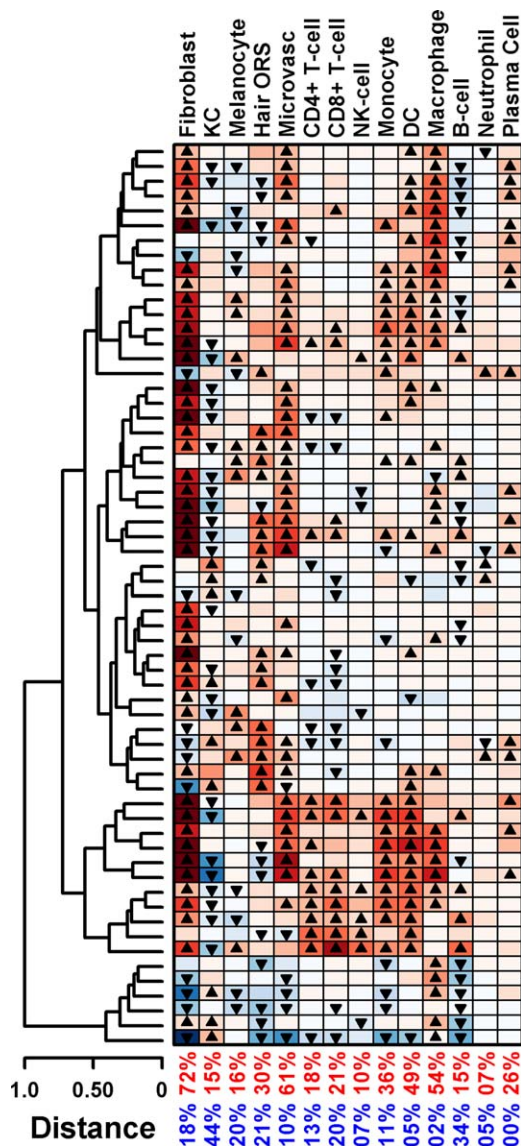 Fibroblast
KC
Melanocyte
Hair ORS
Microvasc
CD4+ T-cell
CD8+ T-cell
NK-cell
Monocyte
DC
Macrophage
B-cell
Neutrophil
Plasma Cell
1.0 0.50 0
Distance
72% 15% 16% 30% 61% 18% 21% 10% 36% 49% 54% 15% 07% 26%
18% 44% 20% 21% 10% 13% 20% 07% 11% 05% 02% 34% 05% 00%